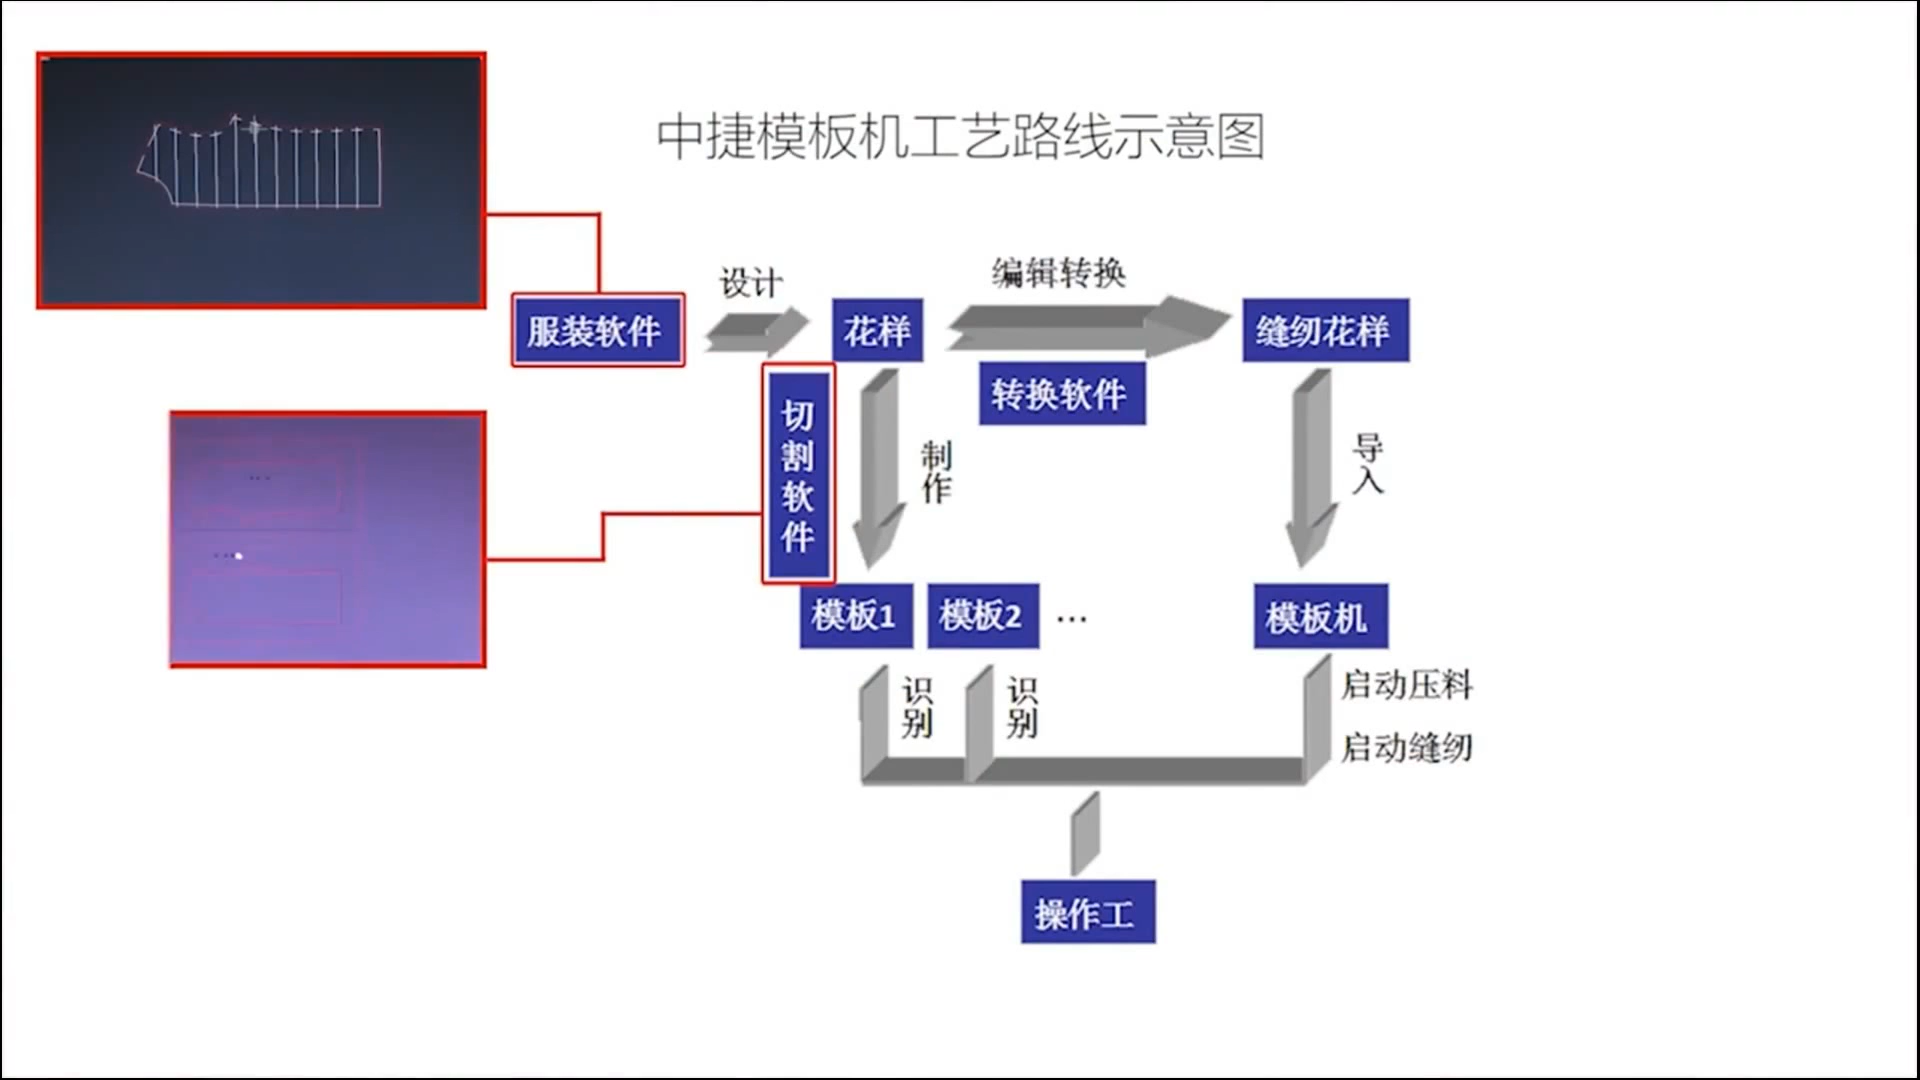 中捷模板机工艺路线示意图
编辑转换
设计
服装软件
花样
缝纫花样
转换软件
切割软件
制作
导入
模板1
模板2
...
模板机
识别
识别
启动压料
启动缝纫
操作工